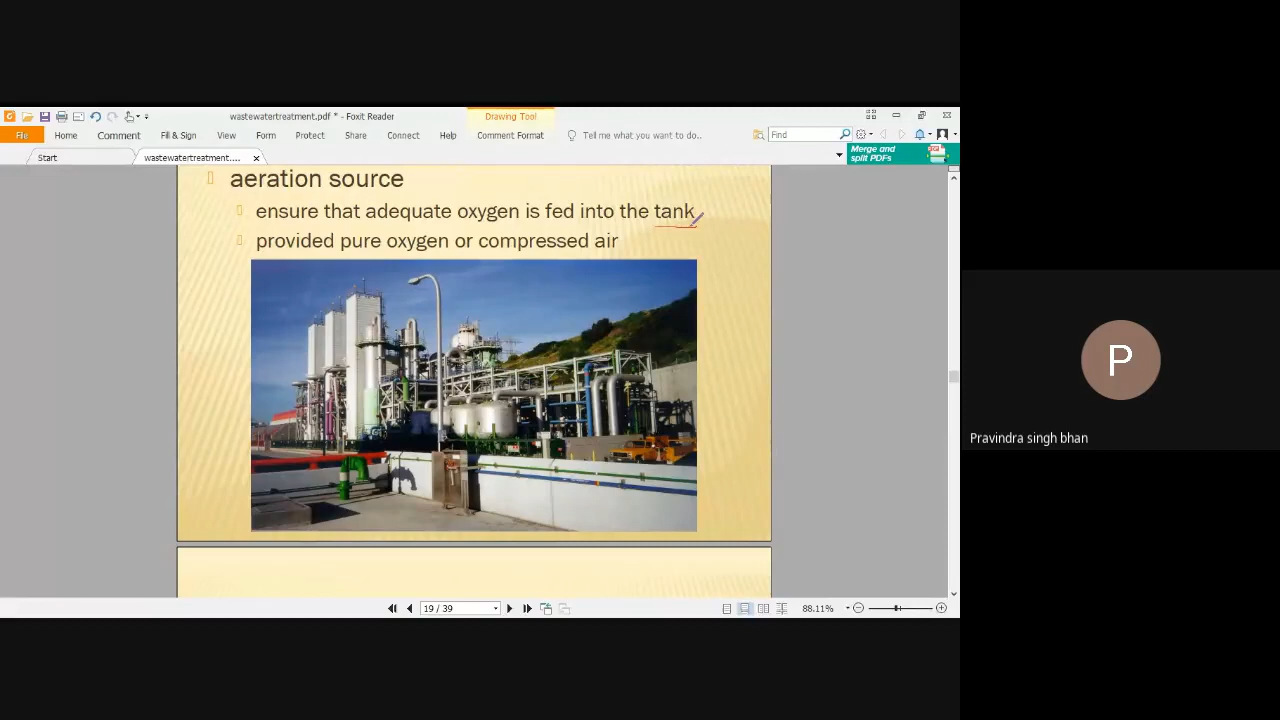 wastewatertreatment.pdf * - Foxit Reader
Drawing Tool
File Home Comment Fill & Sign View Form Protect Share Connect Help Comment Format Tell me what you want to do.. Find
Start wastewatertreatment.... Merge and
split PDFs
aeration source
ensure that adequate oxygen is fed into the tank
provided pure oxygen or compressed air
P
Pravindra singh bhan
19 / 39 88.11%